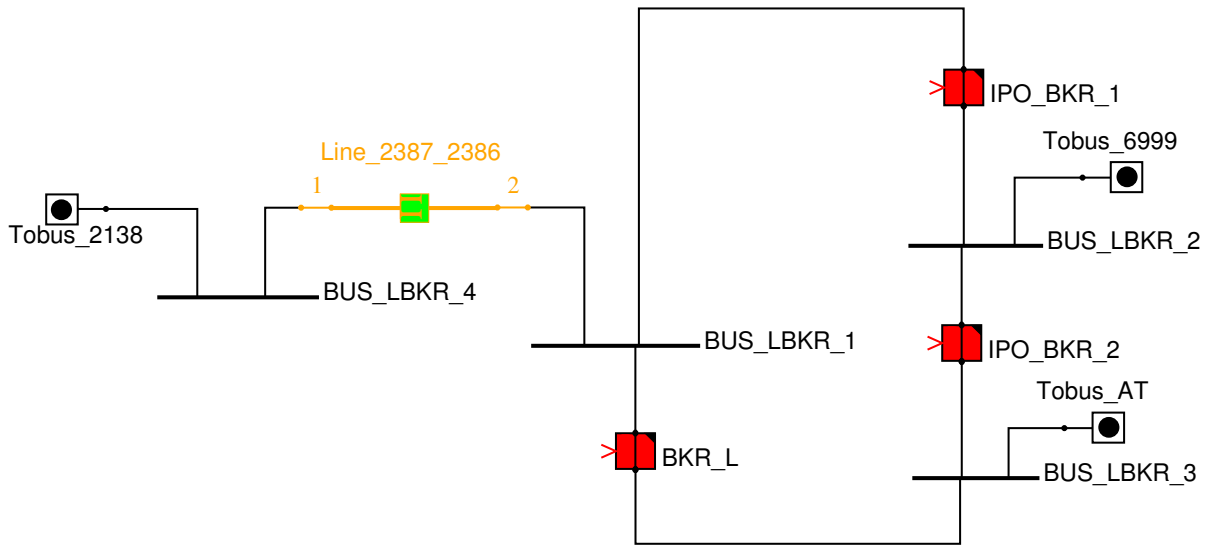 IPO_BKR_1
Tobus_6999
Line_2387_2386
1
2
Tobus_2138
BUS_LBKR_2
BUS_LBKR_4
BUS_LBKR_1
IPO_BKR_2
Tobus_AT
BKR_L
BUS_LBKR_3